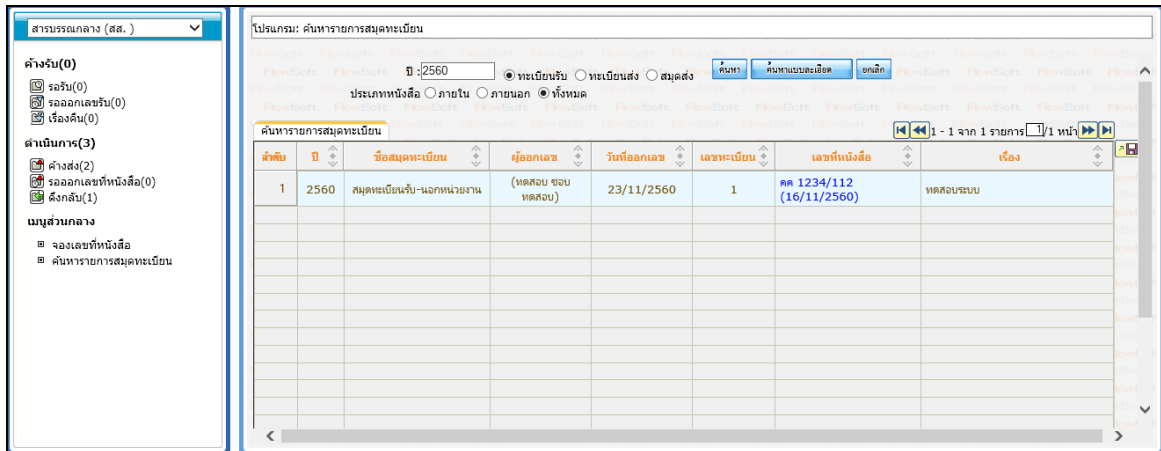 สารบรรณกลาง (สส. )
ค้างรับ(0)
รอรับ(0)
รอออกเลขรับ(0)
เรื่องคืน(0)
ดำเนินการ(3)
ค้างส่ง(2)
รอออกเลขที่หนังสือ(0)
ดึงกลับ(1)
เมนูส่วนกลาง
จองเลขที่หนังสือ
ค้นหารายการสมุดทะเบียน
โปรแกรม: ค้นหารายการสมุดทะเบียน
ปี : 2560 ทะเบียนรับ ทะเบียนส่ง สมุดส่ง ค้นหา ค้นหาแบบละเอียด ยกเลิก
ประเภทหนังสือ ภายใน ภายนอก ทั้งหมด
ค้นหารายการสมุดทะเบียน 1 - 1 จาก 1 รายการ 1/1 หน้า
ลำดับ ปี ชื่อสมุดทะเบียน ผู้ออกเลข วันที่ออกเลข เลขทะเบียน เลขที่หนังสือ เรื่อง
1 2560 สมุดทะเบียนรับ-นอกหน่วยงาน (ทดสอบ ชอบ ทดสอบ) 23/11/2560 1 คค 1234/112 (16/11/2560) ทดสอบระบบ